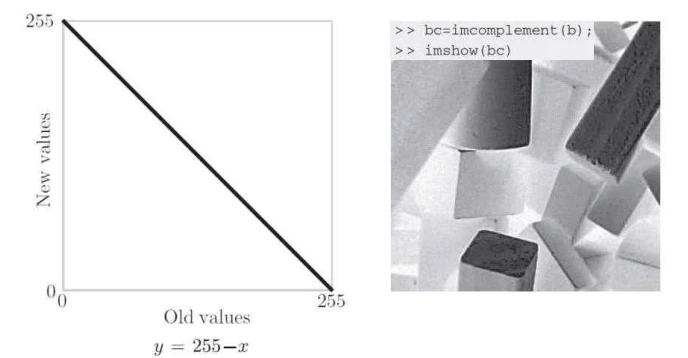 255
New values
0
0
255
Old values
y = 255−x
>> bc=imcomplement(b);
>> imshow(bc)